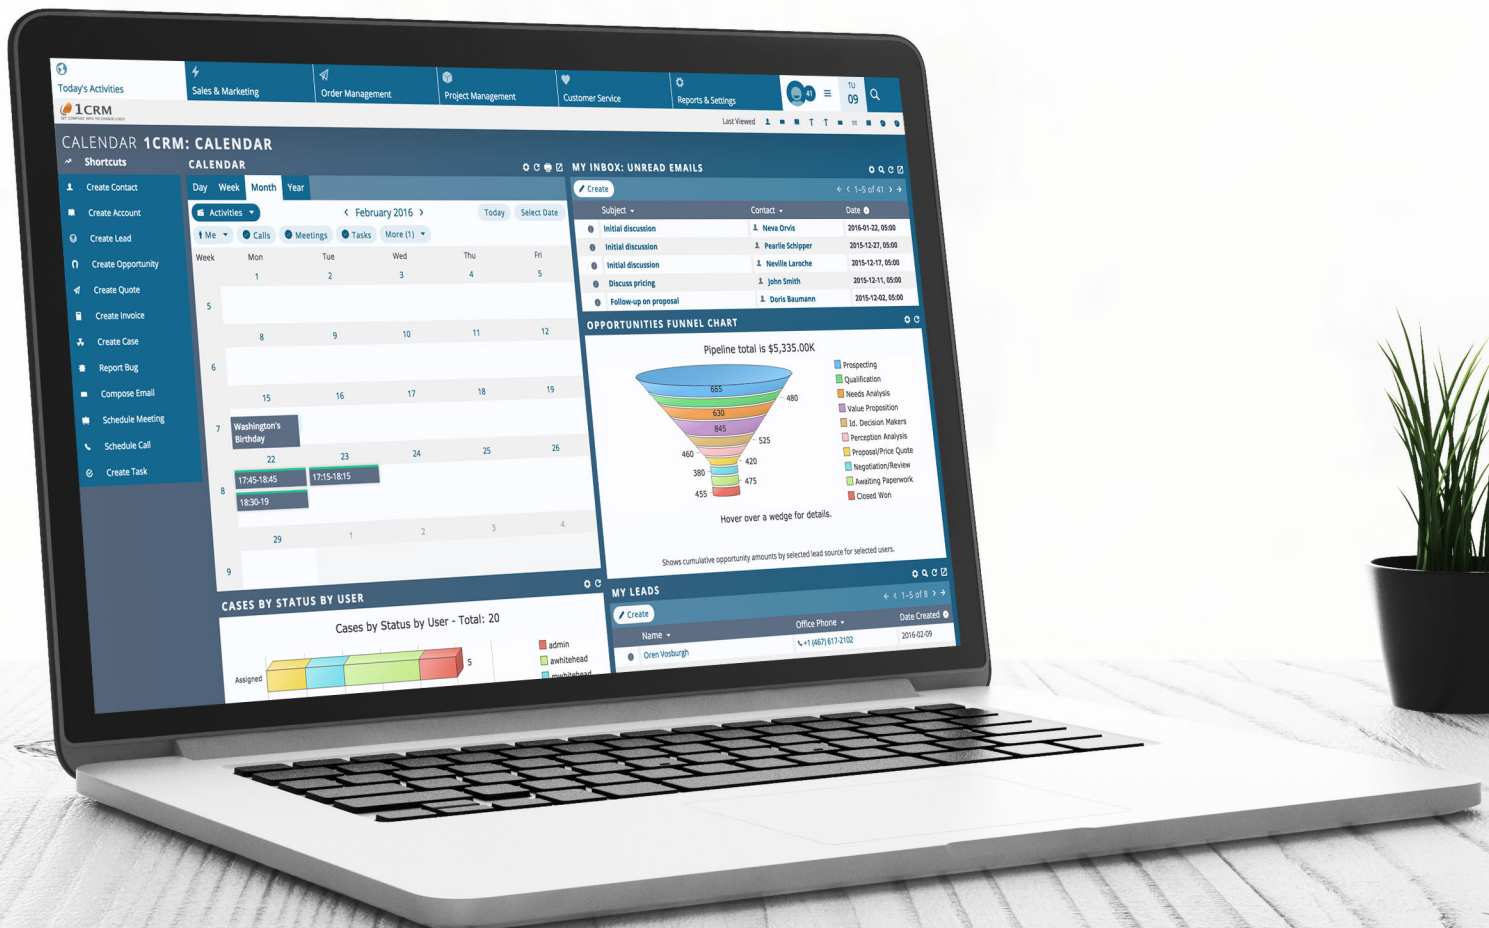 Today's Activities
Sales & Marketing
Order Management
Project Management
Customer Service
Reports & Settings
41
TU
09
1CRM
Last Viewed
CALENDAR 1CRM: CALENDAR
Shortcuts
Create Contact
Create Account
Create Lead
Create Opportunity
Create Quote
Create Invoice
Create Case
Report Bug
Compose Email
Schedule Meeting
Schedule Call
Create Task
CALENDAR
Day Week Month Year
Activities
February 2016
Today Select Date
Me Calls Meetings Tasks More (1)
Week Mon Tue Wed Thu Fri
1 2 3 4 5
5
8 9 10 11 12
6
15 16 17 18 19
7
Washington's
Birthday
22 23 24 25 26
8
17:45-18:45 17:15-18:15
18:30-19
29 1 2 3 4
9
CASES BY STATUS BY USER
Cases by Status by User - Total: 20
Assigned
5
admin
awhitehead
mwhitehead
MY INBOX: UNREAD EMAILS
Create
1-5 of 41
Subject Contact Date
Initial discussion Neva Orvis 2016-01-22, 05:00
Initial discussion Pearlie Schipper 2015-12-27, 05:00
Initial discussion Neville Laroche 2015-12-17, 05:00
Discuss pricing John Smith 2015-12-11, 05:00
Follow-up on proposal Doris Baumann 2015-12-02, 05:00
OPPORTUNITIES FUNNEL CHART
Pipeline total is $5,335.00K
665
480
630
845
525
460
420
380
475
455
Prospecting
Qualification
Needs Analysis
Value Proposition
Id. Decision Makers
Perception Analysis
Proposal/Price Quote
Negotiation/Review
Awaiting Paperwork
Closed Won
Hover over a wedge for details.
Shows cumulative opportunity amounts by selected lead source for selected users.
MY LEADS
Create
1-5 of 8
Name Office Phone Date Created
Oren Vosburgh +1 (467) 617-2102 2016-02-09